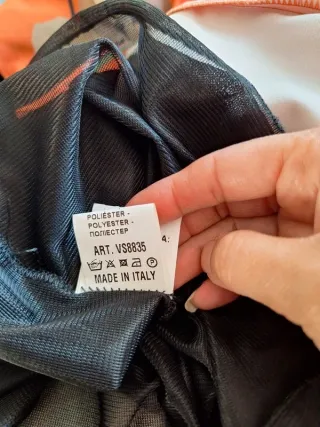 POLIÉSTER -
POLYESTER -
ПОЛИЕСТЕР
ART. VS8835
MADE IN ITALY
A: